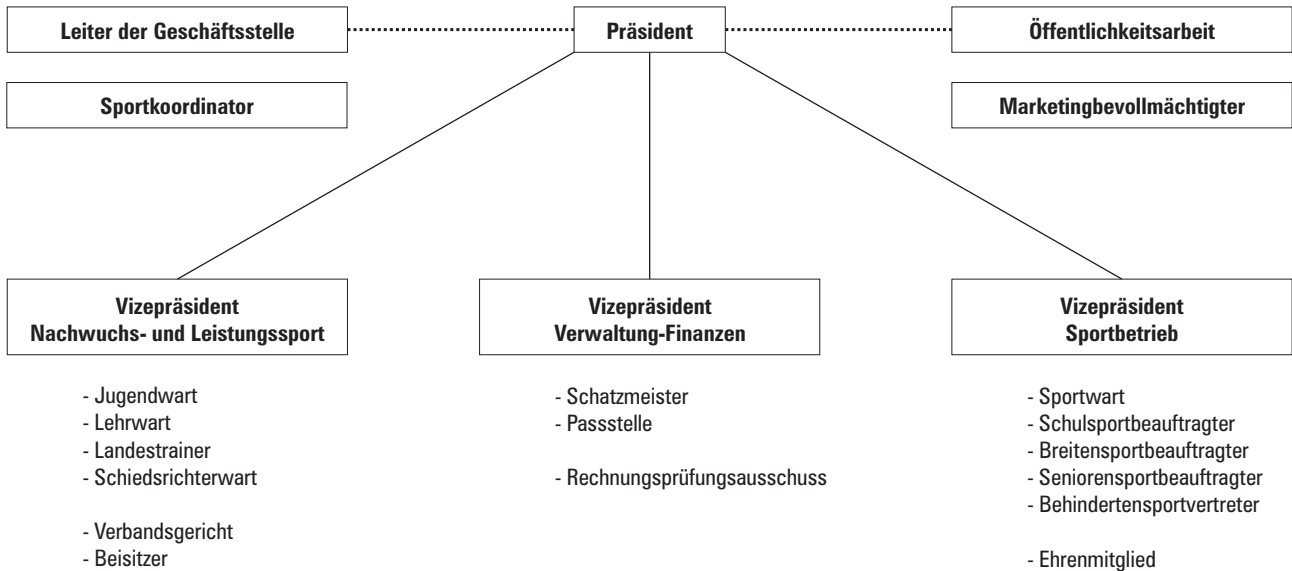 Leiter der Geschäftsstelle
Präsident
Öffentlichkeitsarbeit
Sportkoordinator
Marketingbevollmächtigter
Vizepräsident
Nachwuchs- und Leistungssport
Vizepräsident
Verwaltung-Finanzen
Vizepräsident
Sportbetrieb
- Jugendwart
- Lehrwart
- Landestrainer
- Schiedsrichterwart
- Verbandsgericht
- Beisitzer
- Schatzmeister
- Passstelle
- Rechnungsprüfungsausschuss
- Sportwart
- Schulsportbeauftragter
- Breitensportbeauftragter
- Seniorensportbeauftragter
- Behindertensportvertreter
- Ehrenmitglied